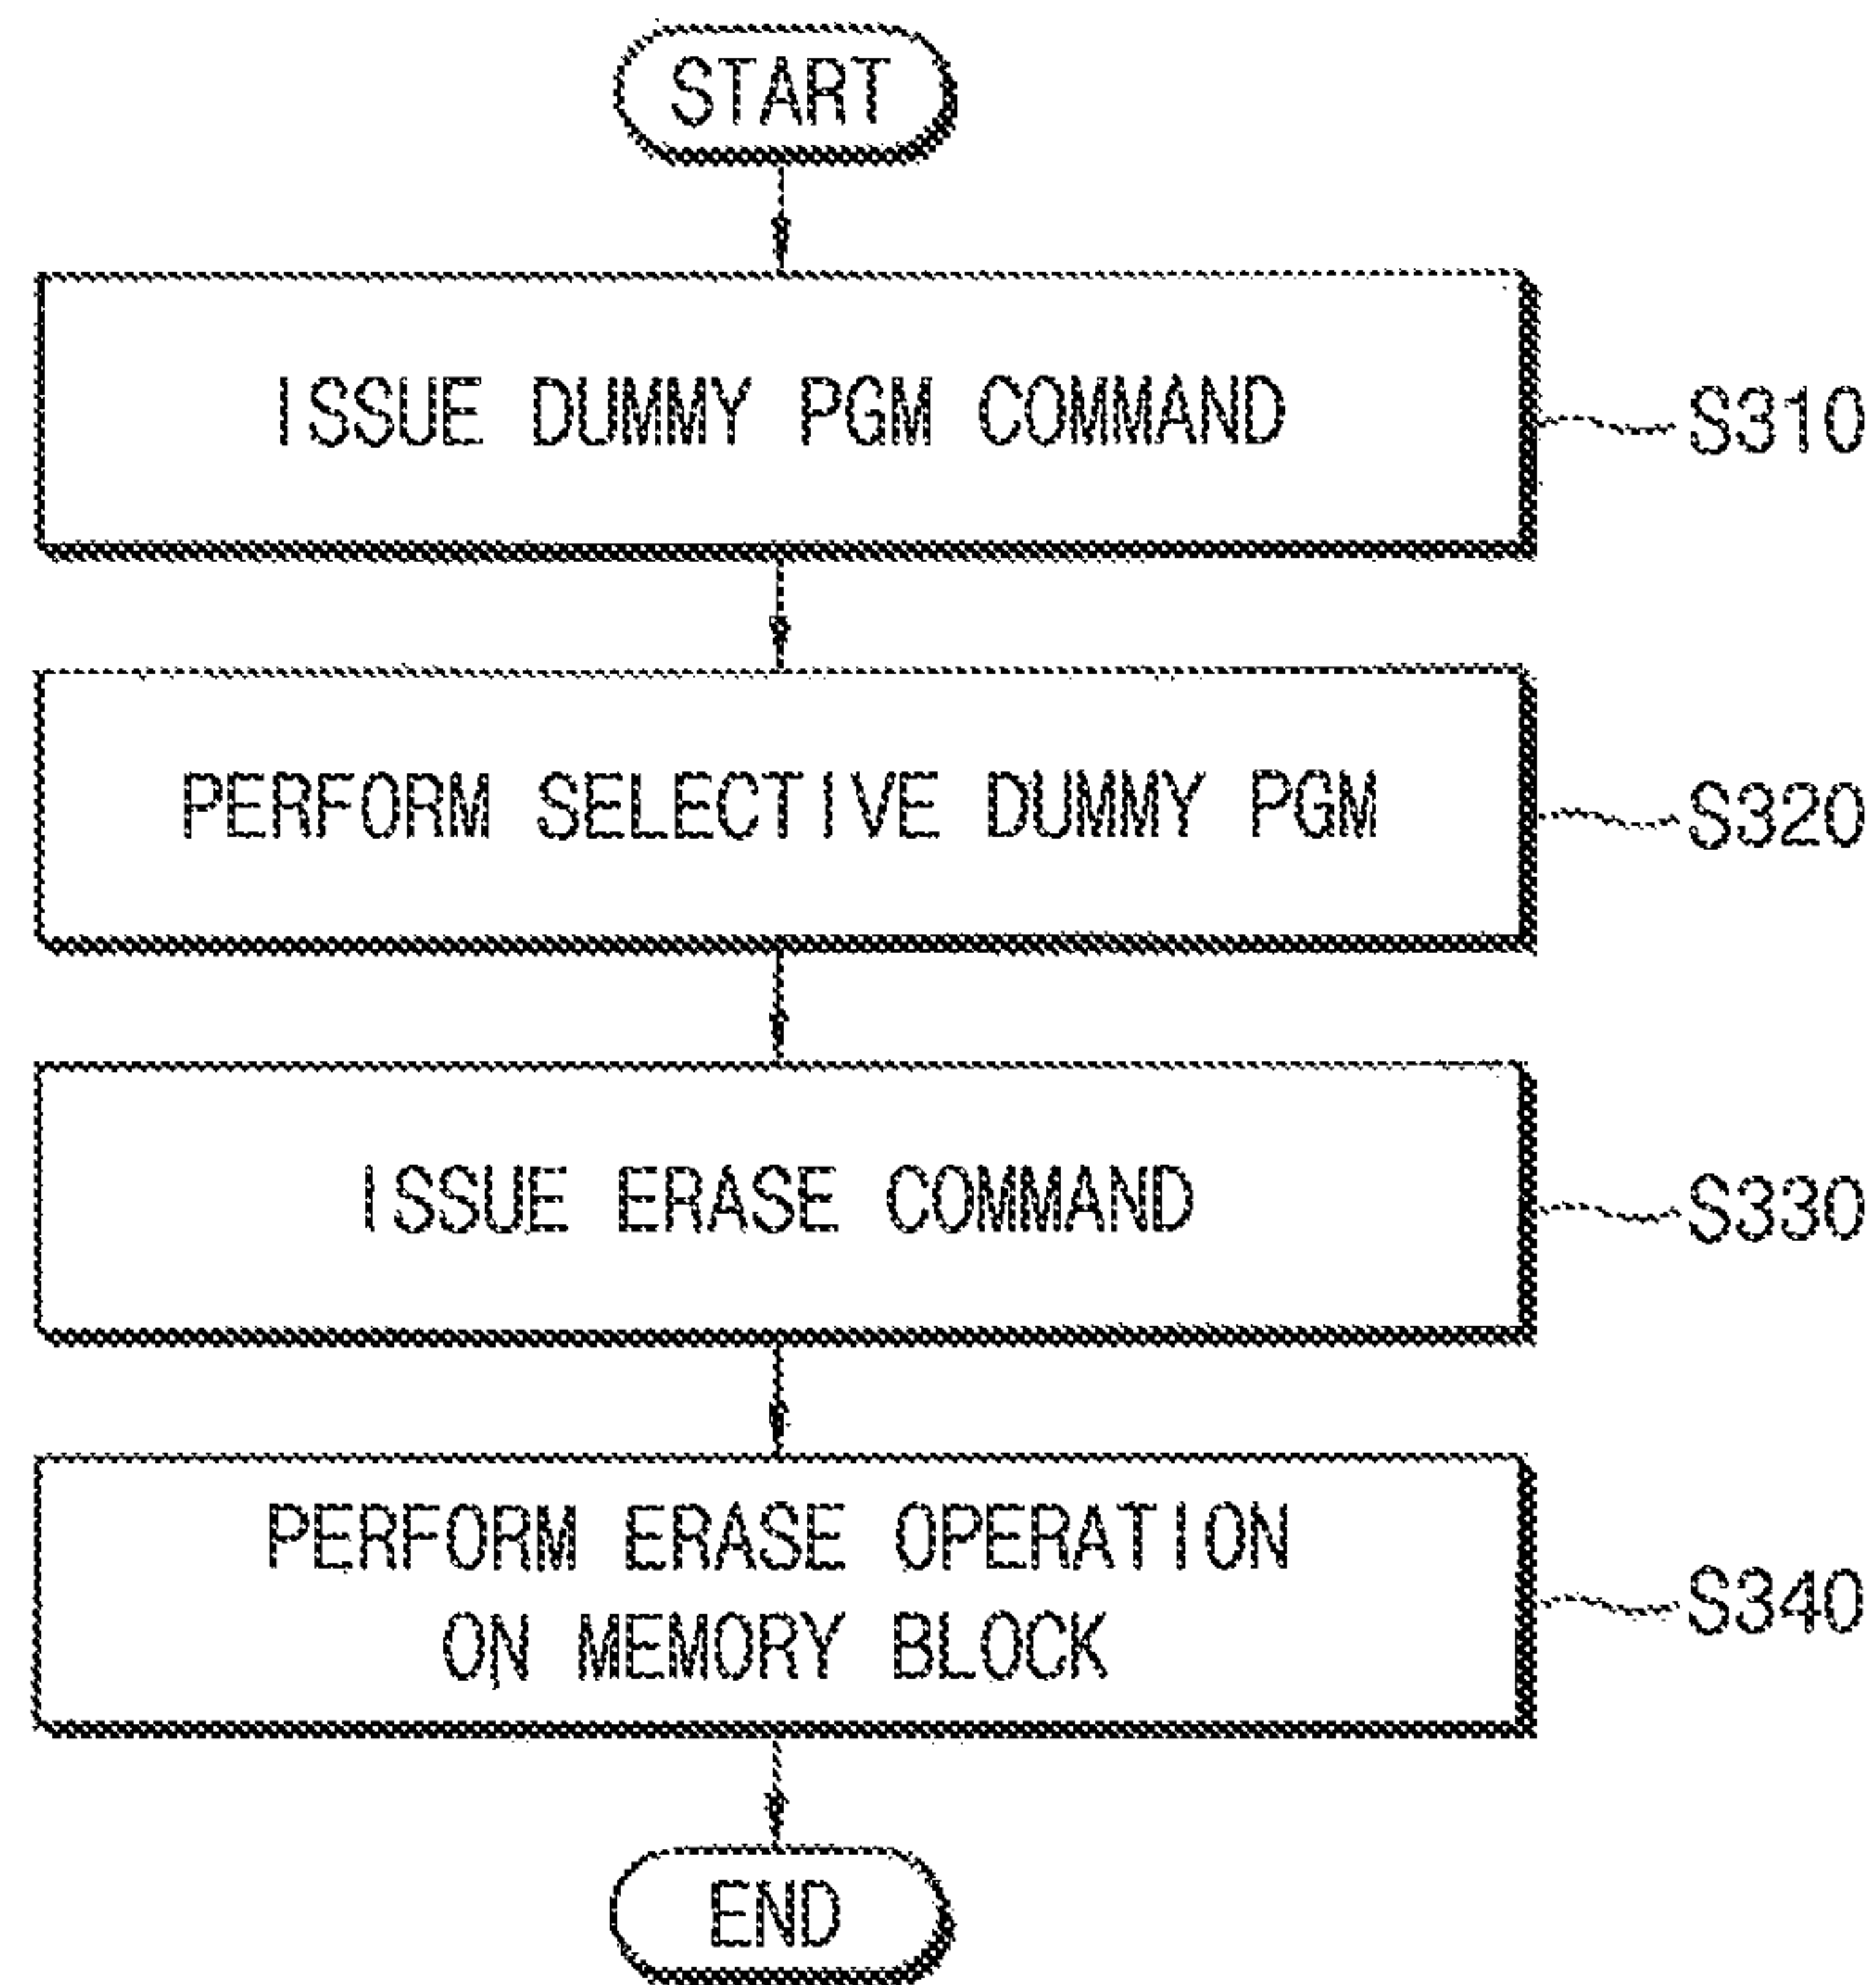 START
ISSUE DUMMY PGM COMMAND
S310
PERFORM SELECTIVE DUMMY PGM
S320
ISSUE ERASE COMMAND
S330
PERFORM ERASE OPERATION
ON MEMORY BLOCK
S340
END